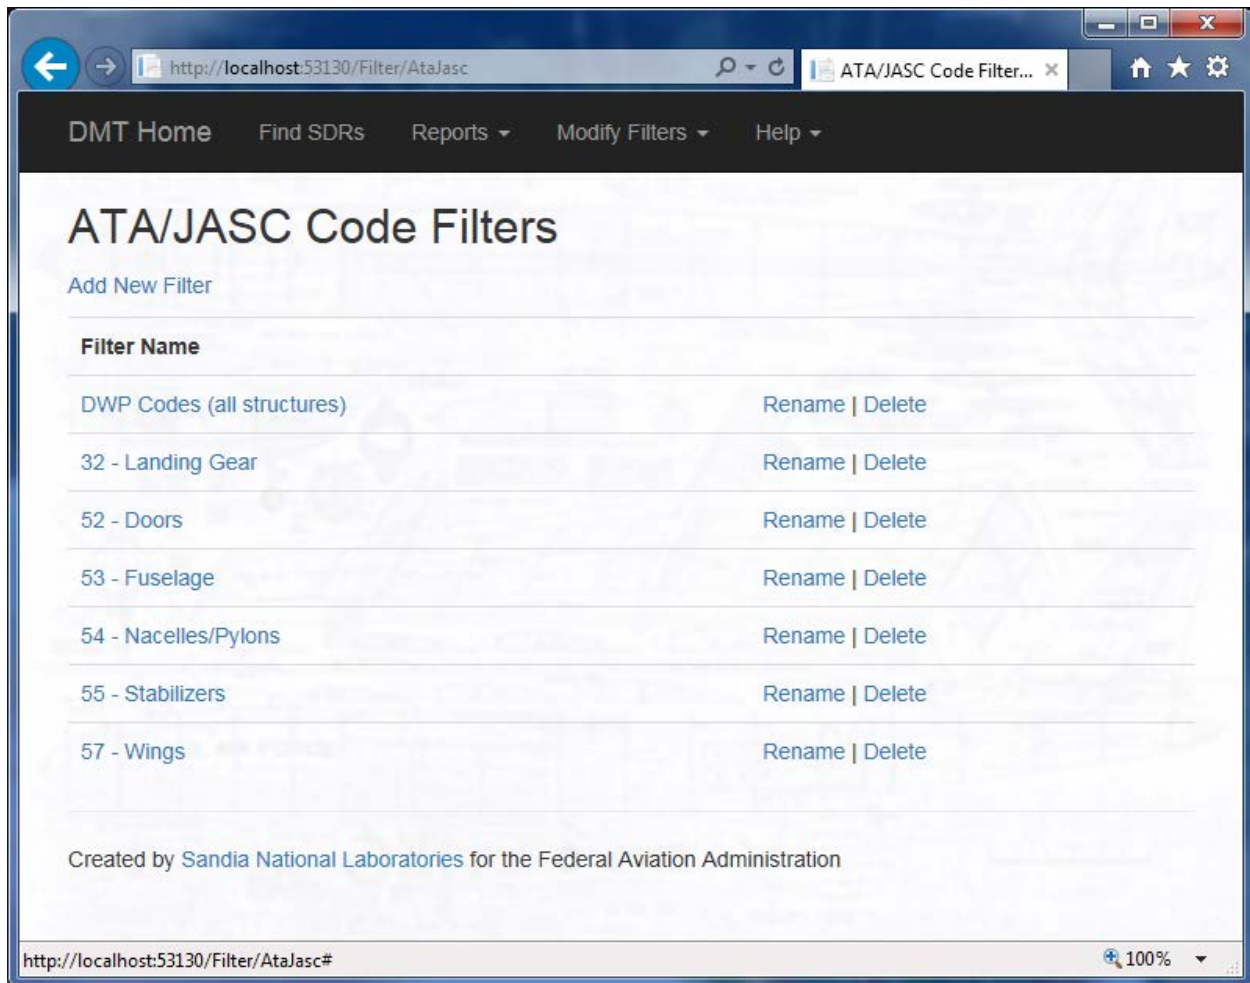 http://localhost:53130/Filter/AtaJasc
ATA/JASC Code Filter...
DMT Home Find SDRs Reports Modify Filters Help
ATA/JASC Code Filters
Add New Filter
Filter Name
DWP Codes (all structures) Rename | Delete
32 - Landing Gear Rename | Delete
52 - Doors Rename | Delete
53 - Fuselage Rename | Delete
54 - Nacelles/Pylons Rename | Delete
55 - Stabilizers Rename | Delete
57 - Wings Rename | Delete
Created by Sandia National Laboratories for the Federal Aviation Administration
http://localhost:53130/Filter/AtaJasc# 100%